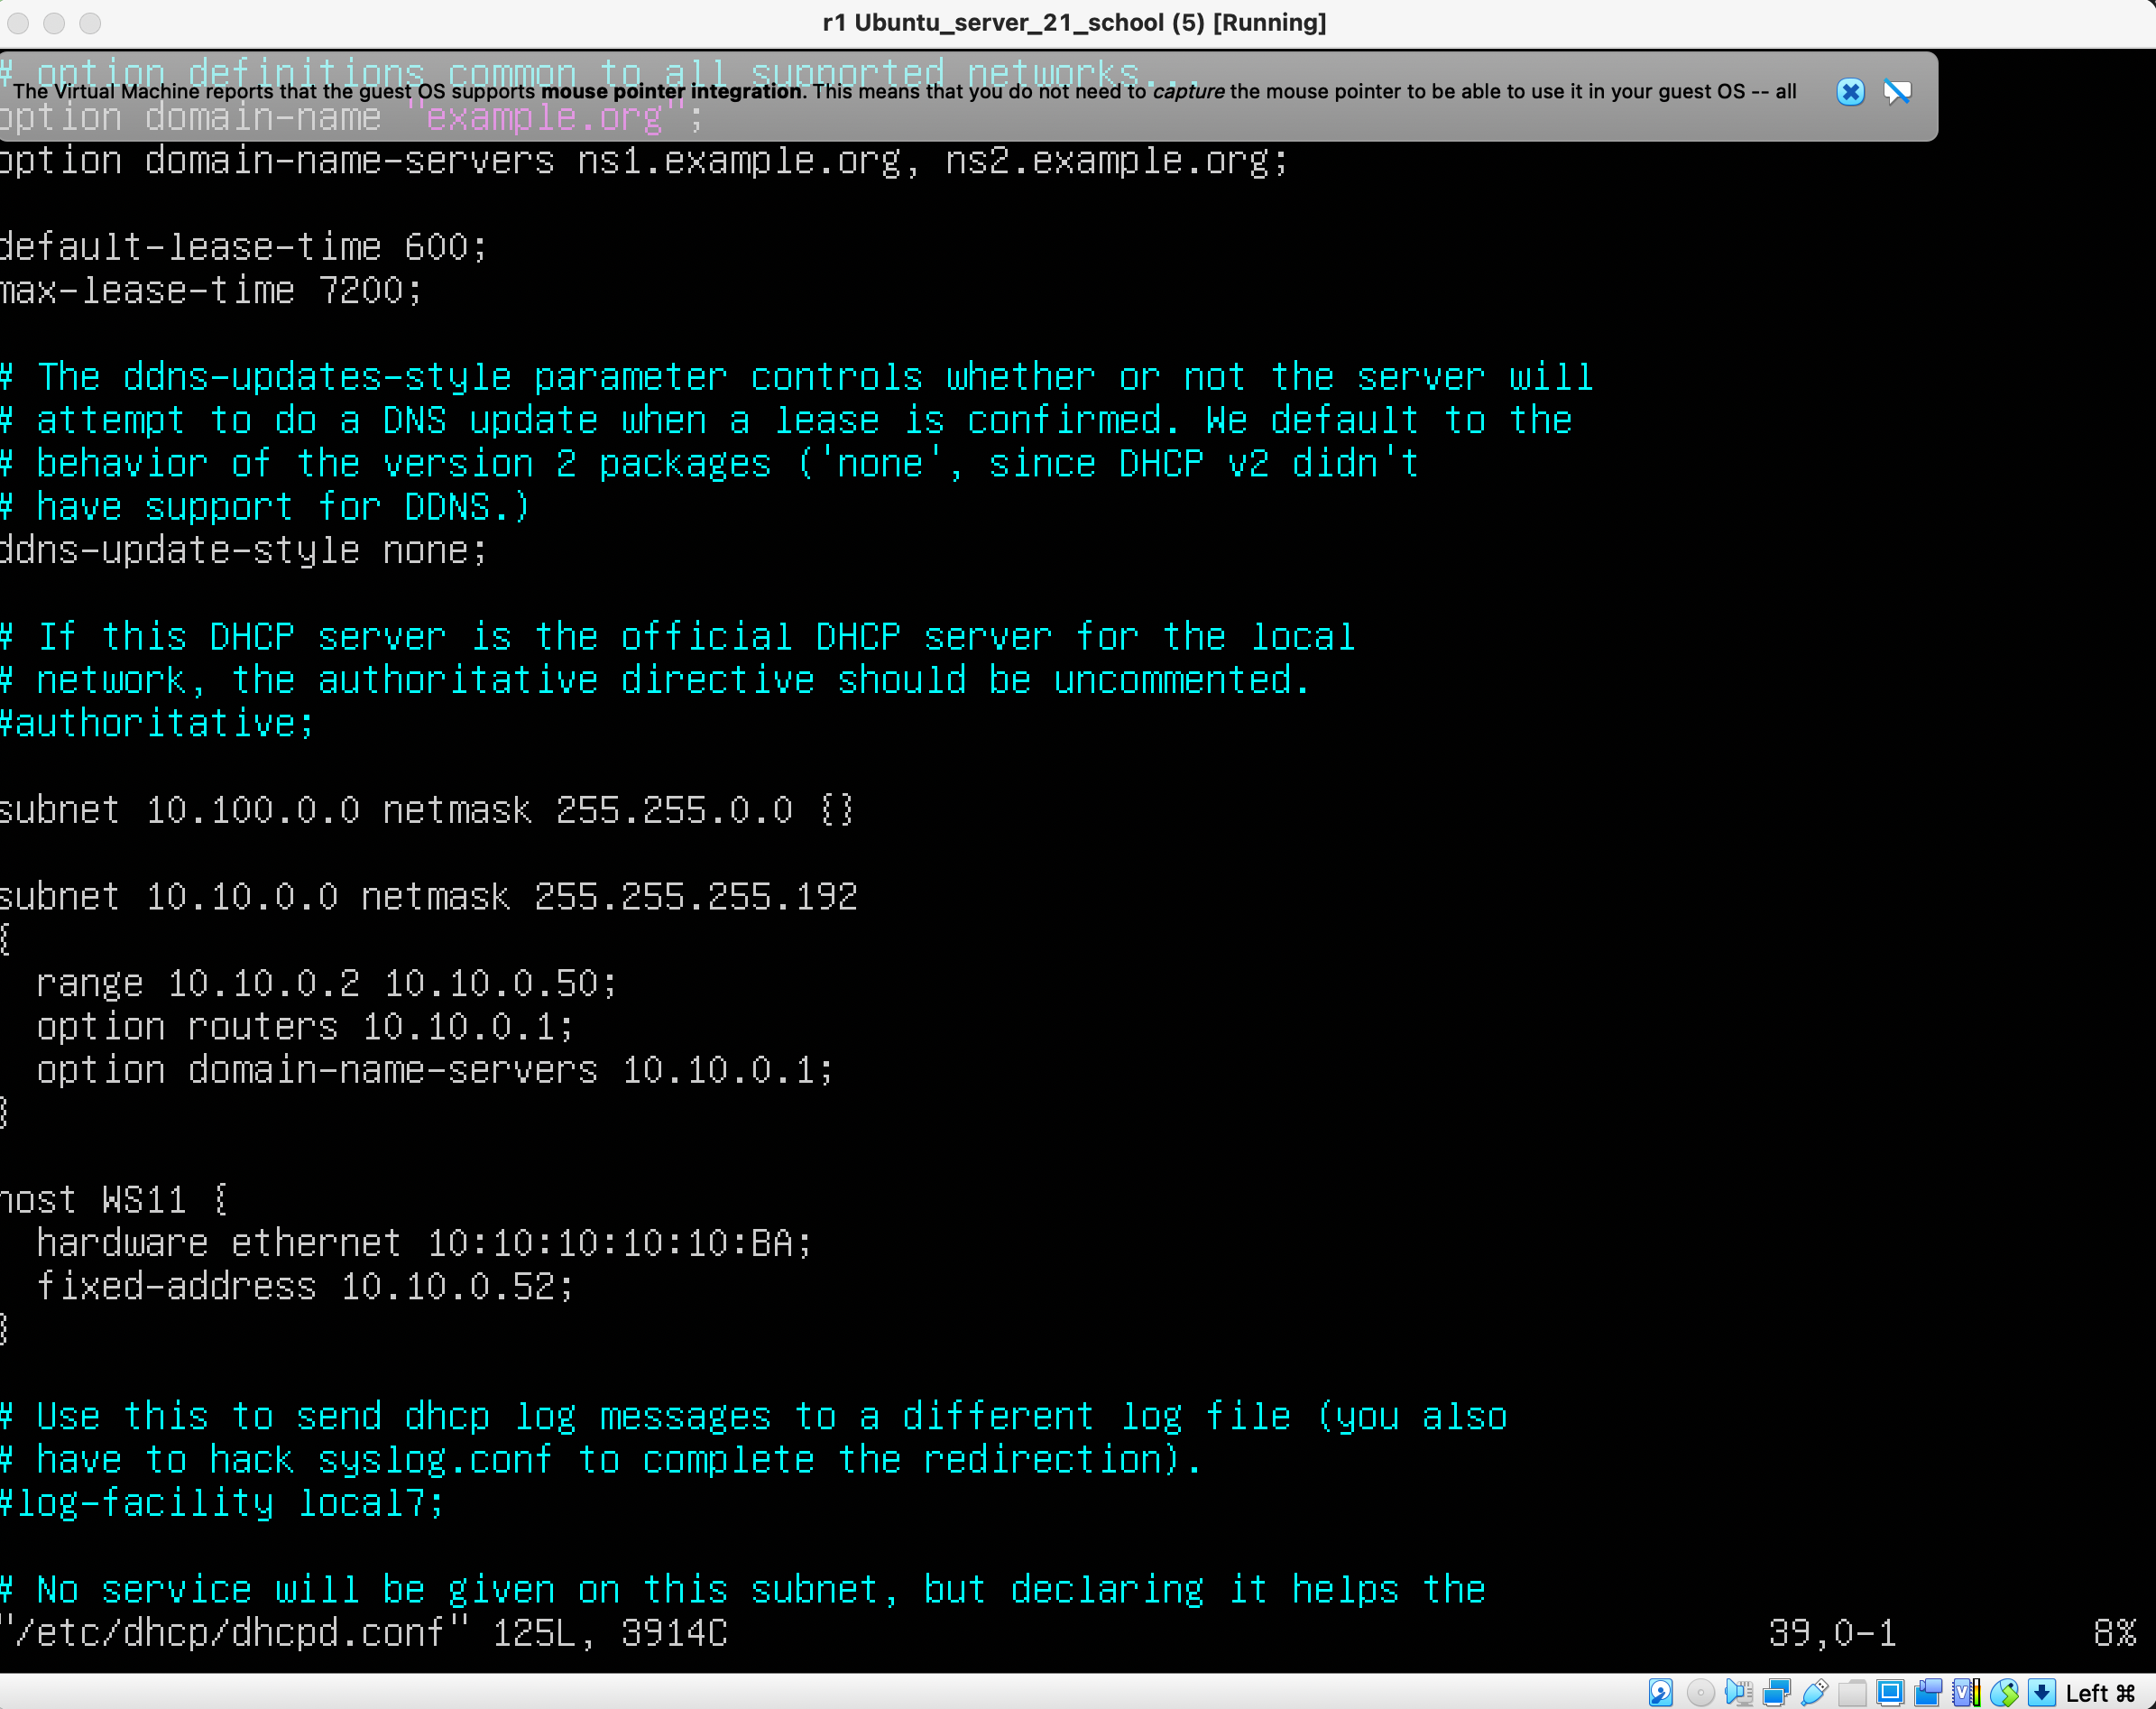 r1 Ubuntu_server_21_school (5) [Running]
# option definitions common to all supported networks...
The Virtual Machine reports that the guest OS supports mouse pointer integration. This means that you do not need to capture the mouse pointer to be able to use it in your guest OS -- all
option domain-name "example.org";
option domain-name-servers ns1.example.org, ns2.example.org;
default-lease-time 600;
max-lease-time 7200;
# The ddns-updates-style parameter controls whether or not the server will
# attempt to do a DNS update when a lease is confirmed. We default to the
# behavior of the version 2 packages ('none', since DHCP v2 didn't
# have support for DDNS.)
ddns-update-style none;
# If this DHCP server is the official DHCP server for the local
# network, the authoritative directive should be uncommented.
#authoritative;
subnet 10.100.0.0 netmask 255.255.0.0 {}
subnet 10.10.0.0 netmask 255.255.255.192
{
range 10.10.0.2 10.10.0.50;
option routers 10.10.0.1;
option domain-name-servers 10.10.0.1;
}
host WS11 {
hardware ethernet 10:10:10:10:10:BA;
fixed-address 10.10.0.52;
}
# Use this to send dhcp log messages to a different log file (you also
# have to hack syslog.conf to complete the redirection).
#log-facility local7;
# No service will be given on this subnet, but declaring it helps the
"/etc/dhcp/dhcpd.conf" 125L, 3914C 39,0-1 8%
Left ⌘